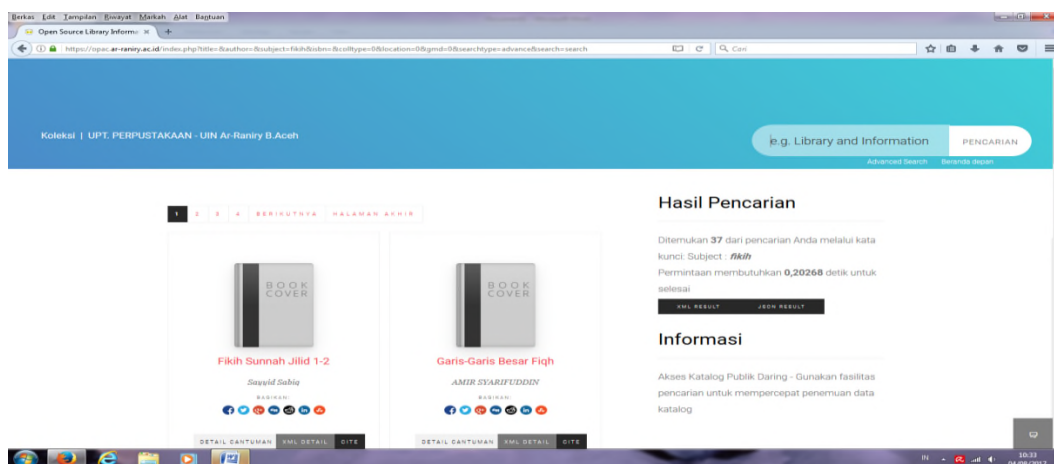 Berkas Edit Tampilan Riwayat Markah Alat Bantuan
Open Source Library Informa × +
https://opac.ar-raniry.ac.id/index.php?title=&author=&subject=fikih&isbn=&colltype=0&location=0&gmd=0&searchtype=advance&search=search
Cari
Koleksi | UPT. PERPUSTAKAAN - UIN Ar-Raniry B.Aceh
e.g. Library and Information
PENCARIAN
Advanced Search Beranda depan
1 2 3 4 BERIKUTNYA HALAMAN AKHIR
BOOK
COVER
Fikih Sunnah Jilid 1-2
Sayyid Sabiq
BAGIKAN:
DETAIL CANTUMAN XML DETAIL CITE
BOOK
COVER
Garis-Garis Besar Fiqh
AMIR SYARIFUDDIN
BAGIKAN:
DETAIL CANTUMAN XML DETAIL CITE
Hasil Pencarian
Ditemukan 37 dari pencarian Anda melalui kata
kunci: Subject : fikih
Permintaan membutuhkan 0,20268 detik untuk
selesai
XML RESULT JSON RESULT
Informasi
Akses Katalog Publik Daring - Gunakan fasilitas
pencarian untuk mempercepat penemuan data
katalog
IN
10:33
04/08/2017